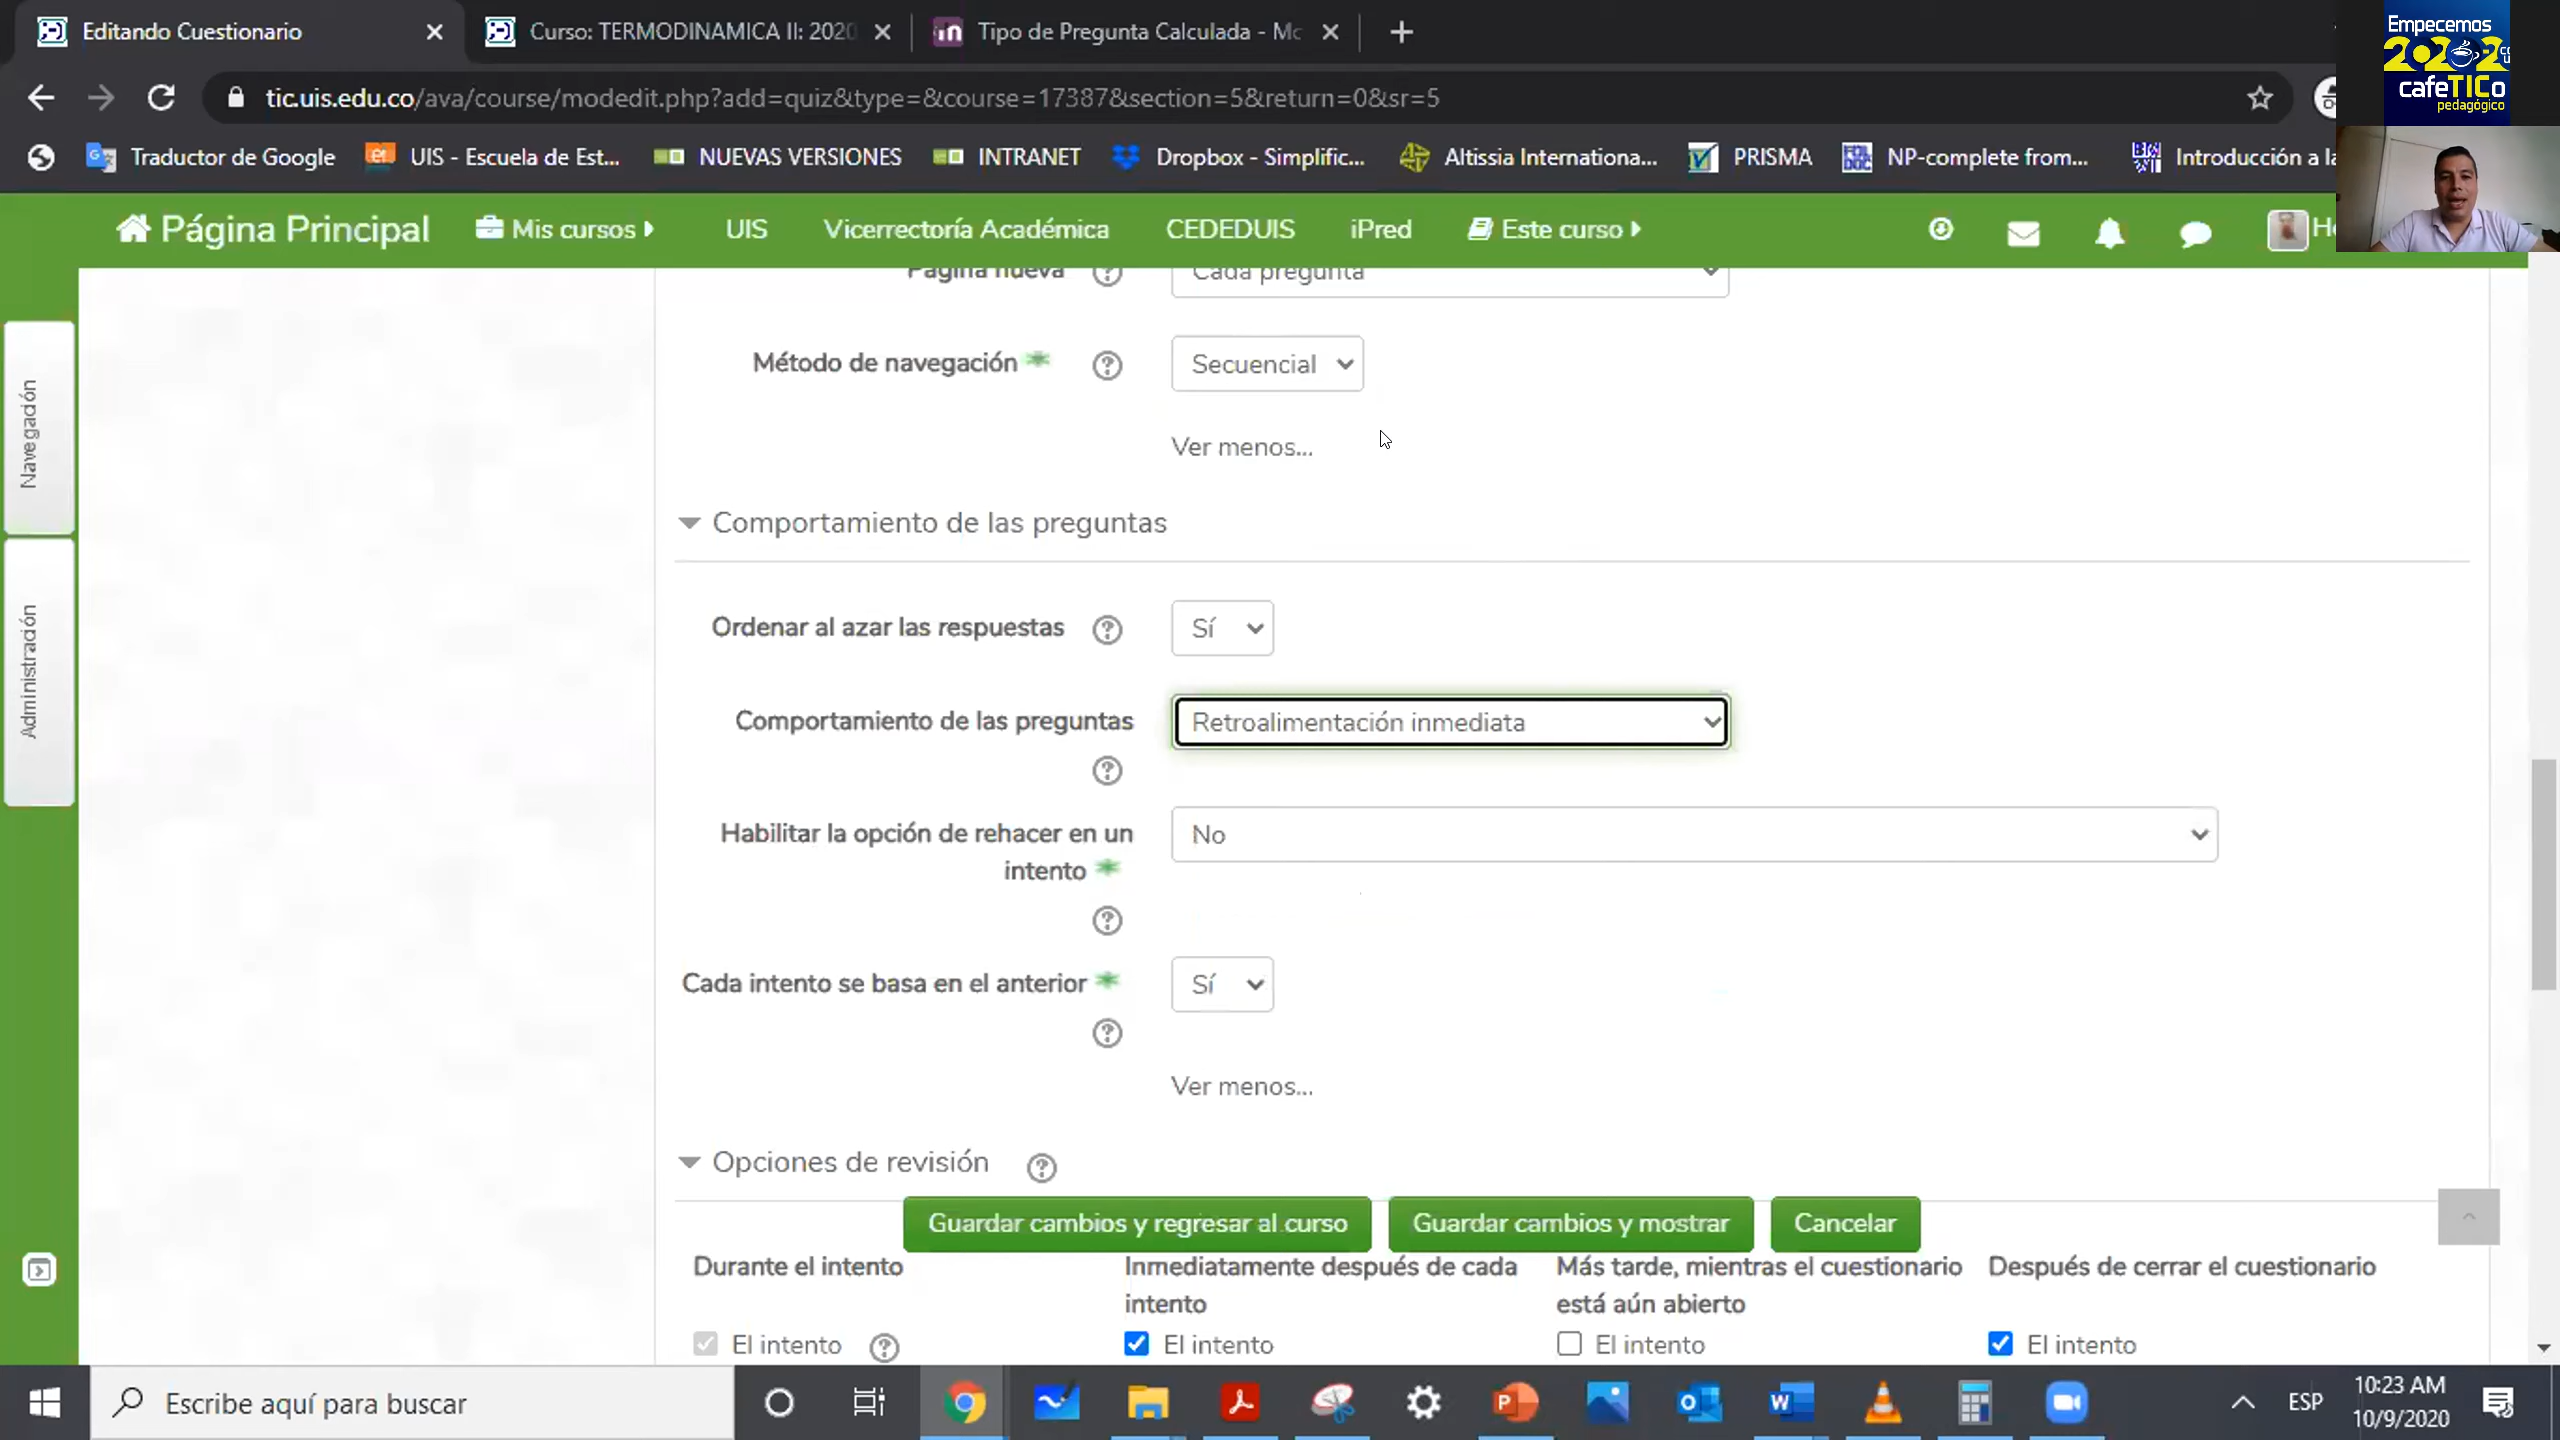 Editando Cuestionario
Curso: TERMODINAMICA II: 2020
Tipo de Pregunta Calculada - Mo
Empecemos
2020-2
cafeTICo
pedagógico
tic.uis.edu.co/ava/course/modedit.php?add=quiz&type=&course=17387&section=5&return=0&sr=5
Traductor de Google
UIS - Escuela de Est...
NUEVAS VERSIONES
INTRANET
Dropbox - Simplific...
Altissia Internationa...
PRISMA
NP-complete from...
Introducción a la
Página Principal
Mis cursos
UIS
Vicerrectoría Académica
CEDEDUIS
iPred
Este curso
Navegación
Administración
Página nueva
Cada pregunta
Método de navegación
Secuencial
Ver menos...
Comportamiento de las preguntas
Ordenar al azar las respuestas
Sí
Comportamiento de las preguntas
Retroalimentación inmediata
Habilitar la opción de rehacer en un
intento
No
Cada intento se basa en el anterior
Sí
Ver menos...
Opciones de revisión
Guardar cambios y regresar al curso
Guardar cambios y mostrar
Cancelar
Durante el intento
Inmediatamente después de cada
intento
Más tarde, mientras el cuestionario
está aún abierto
Después de cerrar el cuestionario
El intento
El intento
El intento
El intento
Escribe aquí para buscar
ESP
10:23 AM
10/9/2020